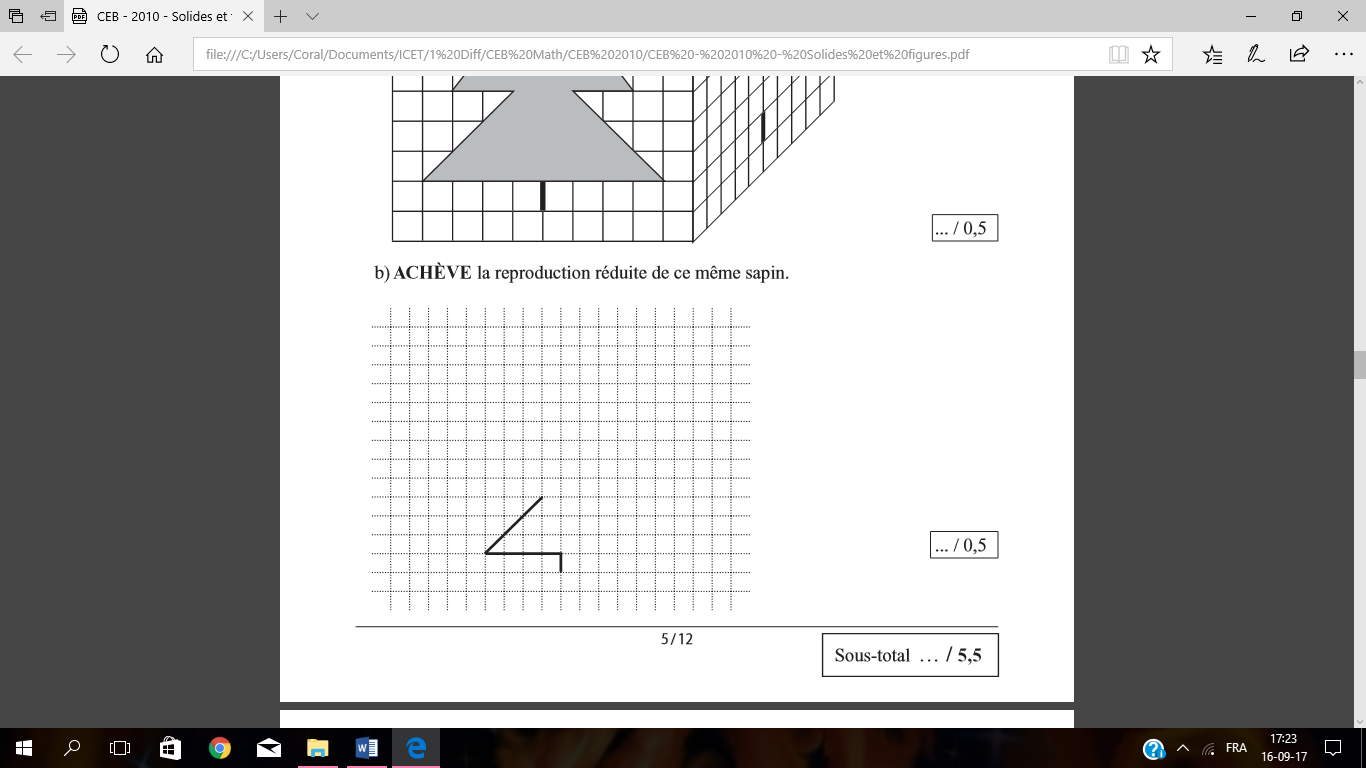 CEB - 2010 - Solides et
file:///C:/Users/Coral/Documents/ICET/1%20Diff/CEB%20Math/CEB%202010/CEB%20-%202010%20-%20Solides%20et%20figures.pdf
... / 0,5
b) ACHÈVE la reproduction réduite de ce même sapin.
... / 0,5
5/12
Sous-total … / 5,5
FRA
17:23
16-09-17